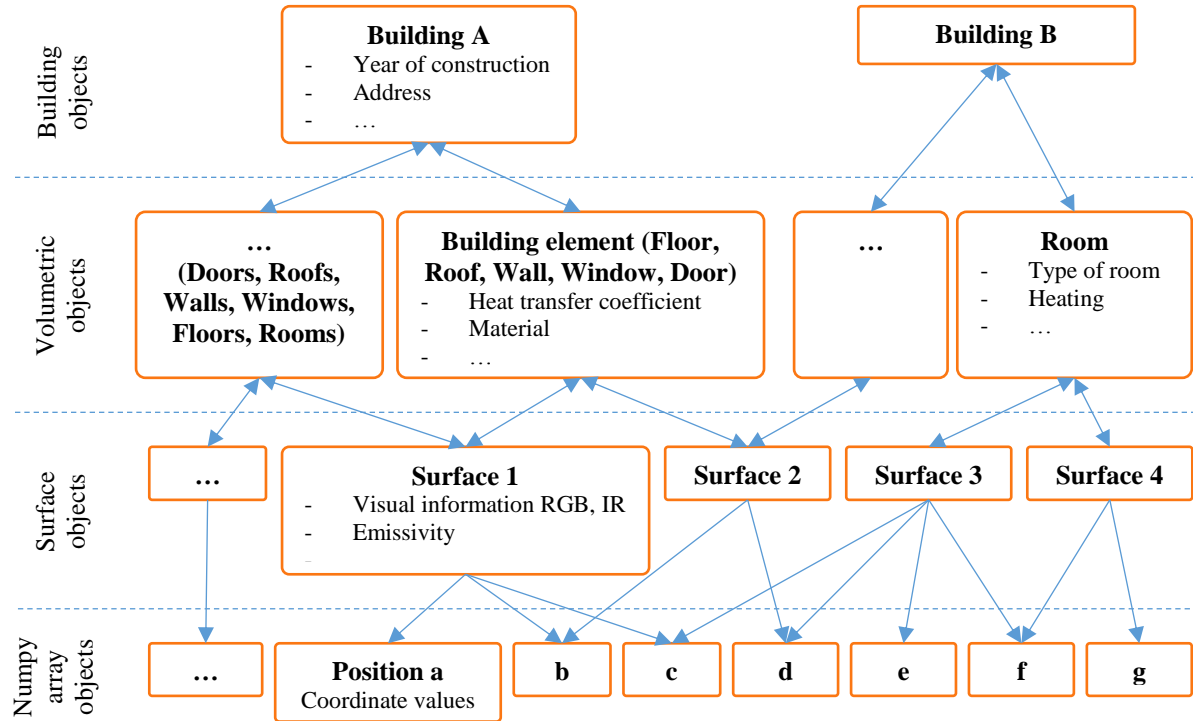 Building objects
Building A
- Year of construction
- Address
- …
Building B
Volumetric objects
…
(Doors, Roofs,
Walls, Windows,
Floors, Rooms)
Building element (Floor,
Roof, Wall, Window, Door)
- Heat transfer coefficient
- Material
- …
…
Room
- Type of room
- Heating
- …
Surface objects
…
Surface 1
- Visual information RGB, IR
- Emissivity
-
Surface 2
Surface 3
Surface 4
Numpy array objects
…
Position a
Coordinate values
b
c
d
e
f
g